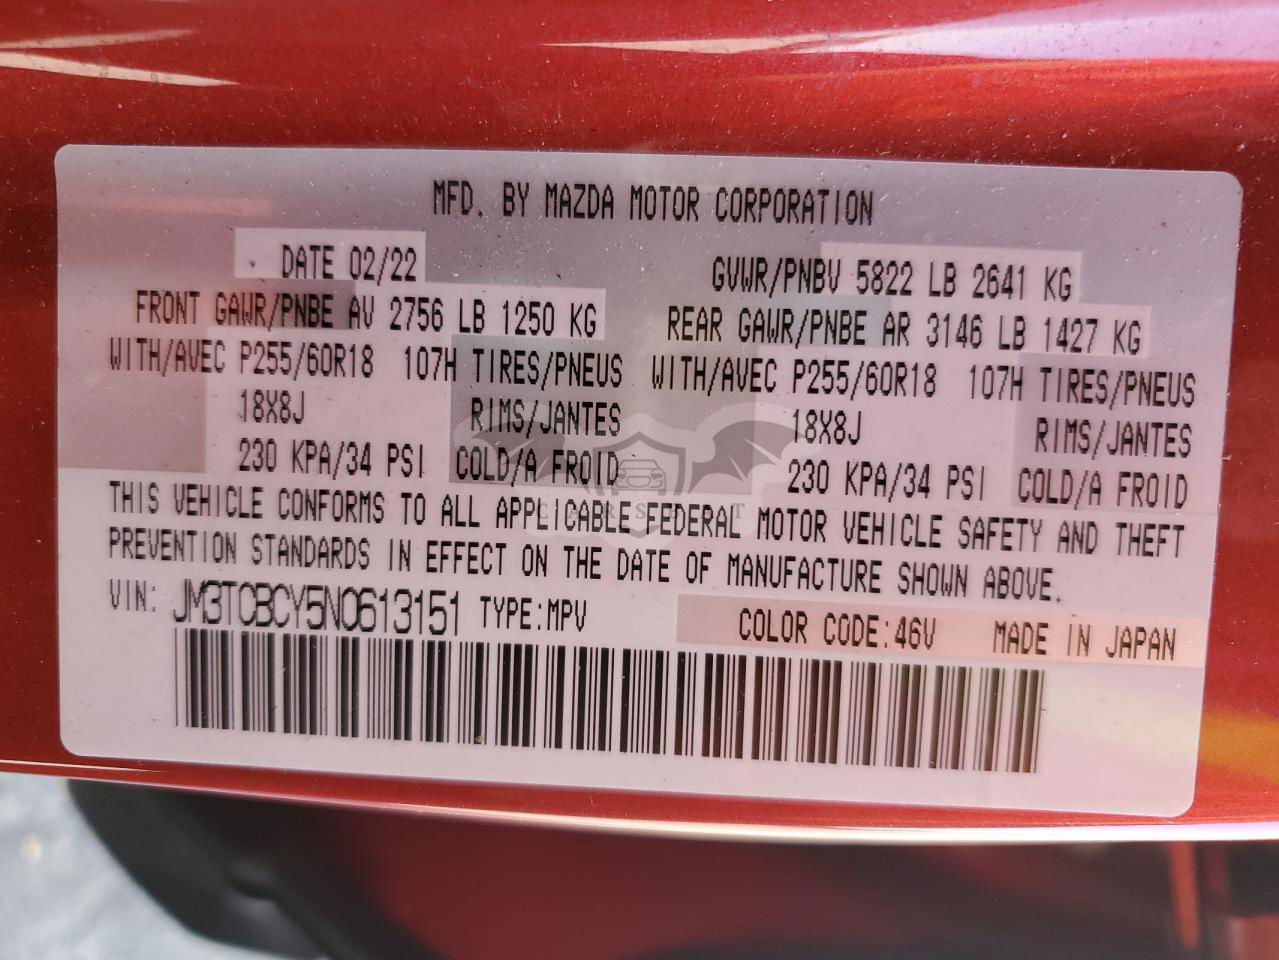 MFD. BY MAZDA MOTOR CORPORATION
DATE 02/22 GVWR/PNBV 5822 LB 2641 KG
FRONT GAWR/PNBE AV 2756 LB 1250 KG REAR GAWR/PNBE AR 3146 LB 1427 KG
WITH/AVEC P255/60R18 107H TIRES/PNEUS WITH/AVEC P255/60R18 107H TIRES/PNEUS
18X8J RIMS/JANTES 18X8J RIMS/JANTES
230 KPA/34 PSI COLD/A FROID 230 KPA/34 PSI COLD/A FROID
THIS VEHICLE CONFORMS TO ALL APPLICABLE FEDERAL MOTOR VEHICLE SAFETY AND THEFT
PREVENTION STANDARDS IN EFFECT ON THE DATE OF MANUFACTURE SHOWN ABOVE.
VIN: JM3TCBCY5N0613151 TYPE:MPV COLOR CODE:46V MADE IN JAPAN